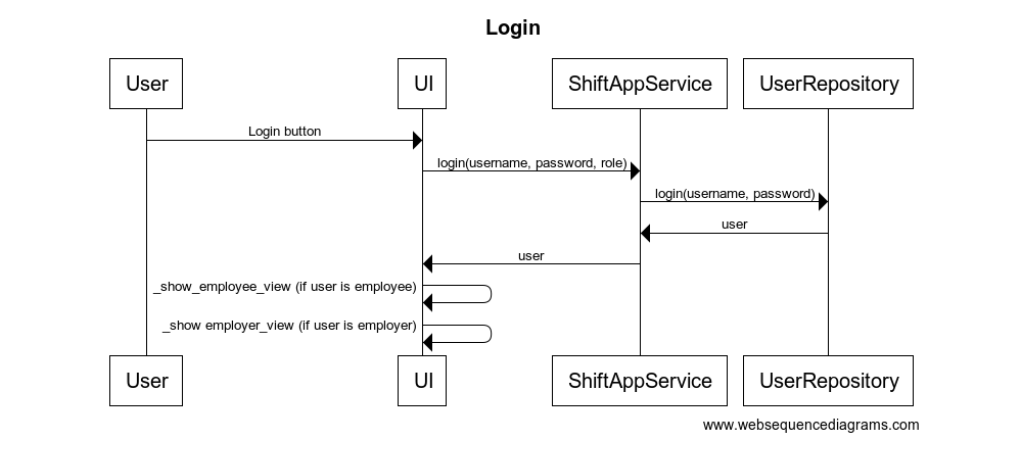 Login
User UI ShiftAppService UserRepository
Login button
login(username, password, role)
login(username, password)
user
user
_show_employee_view (if user is employee)
_show employer_view (if user is employer)
User UI ShiftAppService UserRepository
www.websequencediagrams.com